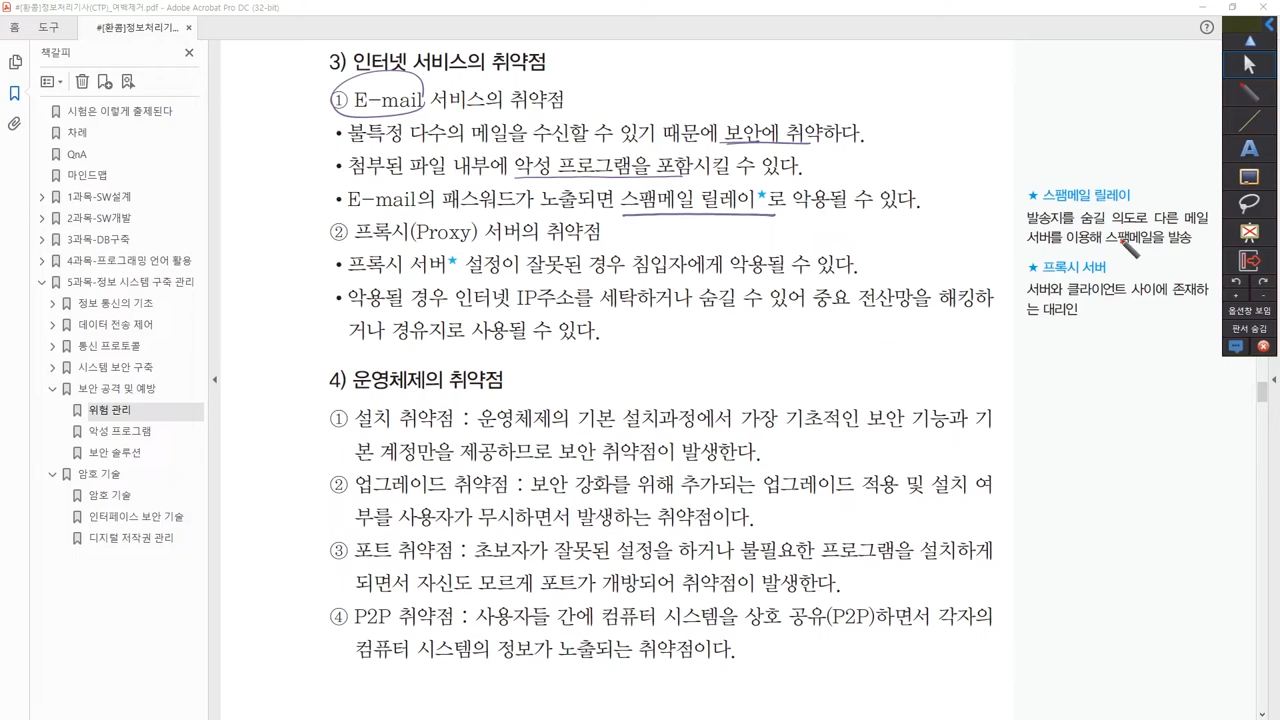 #[환콤]정보처리기사(CTP)_여백제거.pdf - Adobe Acrobat Pro DC (32-bit)
홈 도구 #[환콤]정보처리기...
책갈피
시험은 이렇게 출제된다
차례
QnA
마인드맵
1과목-SW설계
2과목-SW개발
3과목-DB구축
4과목-프로그래밍 언어 활용
5과목-정보 시스템 구축 관리
정보 통신의 기초
데이터 전송 제어
통신 프로토콜
시스템 보안 구축
보안 공격 및 예방
위험 관리
악성 프로그램
보안 솔루션
암호 기술
암호 기술
인터페이스 보안 기술
디지털 저작권 관리
3) 인터넷 서비스의 취약점
① E-mail 서비스의 취약점
• 불특정 다수의 메일을 수신할 수 있기 때문에 보안에 취약하다.
• 첨부된 파일 내부에 악성 프로그램을 포함시킬 수 있다.
• E-mail의 패스워드가 노출되면 스팸메일 릴레이★로 악용될 수 있다.
② 프록시(Proxy) 서버의 취약점
• 프록시 서버★ 설정이 잘못된 경우 침입자에게 악용될 수 있다.
• 악용될 경우 인터넷 IP주소를 세탁하거나 숨길 수 있어 중요 전산망을 해킹하
거나 경유지로 사용될 수 있다.
4) 운영체제의 취약점
① 설치 취약점 : 운영체제의 기본 설치과정에서 가장 기초적인 보안 기능과 기
본 계정만을 제공하므로 보안 취약점이 발생한다.
② 업그레이드 취약점 : 보안 강화를 위해 추가되는 업그레이드 적용 및 설치 여
부를 사용자가 무시하면서 발생하는 취약점이다.
③ 포트 취약점 : 초보자가 잘못된 설정을 하거나 불필요한 프로그램을 설치하게
되면서 자신도 모르게 포트가 개방되어 취약점이 발생한다.
④ P2P 취약점 : 사용자들 간에 컴퓨터 시스템을 상호 공유(P2P)하면서 각자의
컴퓨터 시스템의 정보가 노출되는 취약점이다.
★ 스팸메일 릴레이
발송지를 숨길 의도로 다른 메일
서버를 이용해 스팸메일을 발송
★ 프록시 서버
서버와 클라이언트 사이에 존재하
는 대리인
A
옵션창 보임
판서 숨김